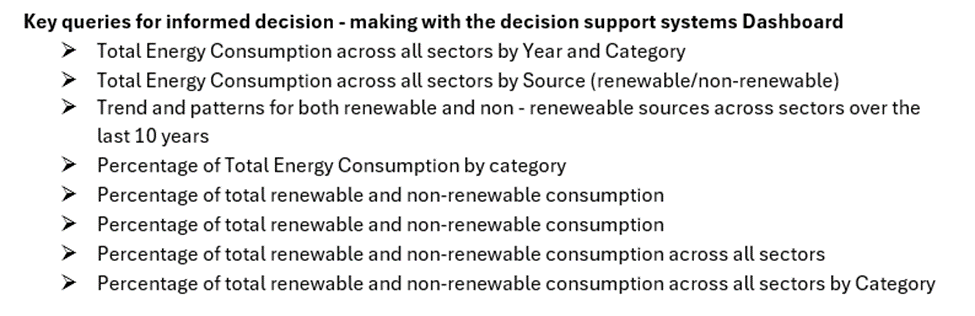 Key queries for informed decision - making with the decision support systems Dashboard
➢ Total Energy Consumption across all sectors by Year and Category
➢ Total Energy Consumption across all sectors by Source (renewable/non-renewable)
➢ Trend and patterns for both renewable and non - reneweable sources across sectors over the
last 10 years
➢ Percentage of Total Energy Consumption by category
➢ Percentage of total renewable and non-renewable consumption
➢ Percentage of total renewable and non-renewable consumption
➢ Percentage of total renewable and non-renewable consumption across all sectors
➢ Percentage of total renewable and non-renewable consumption across all sectors by Category